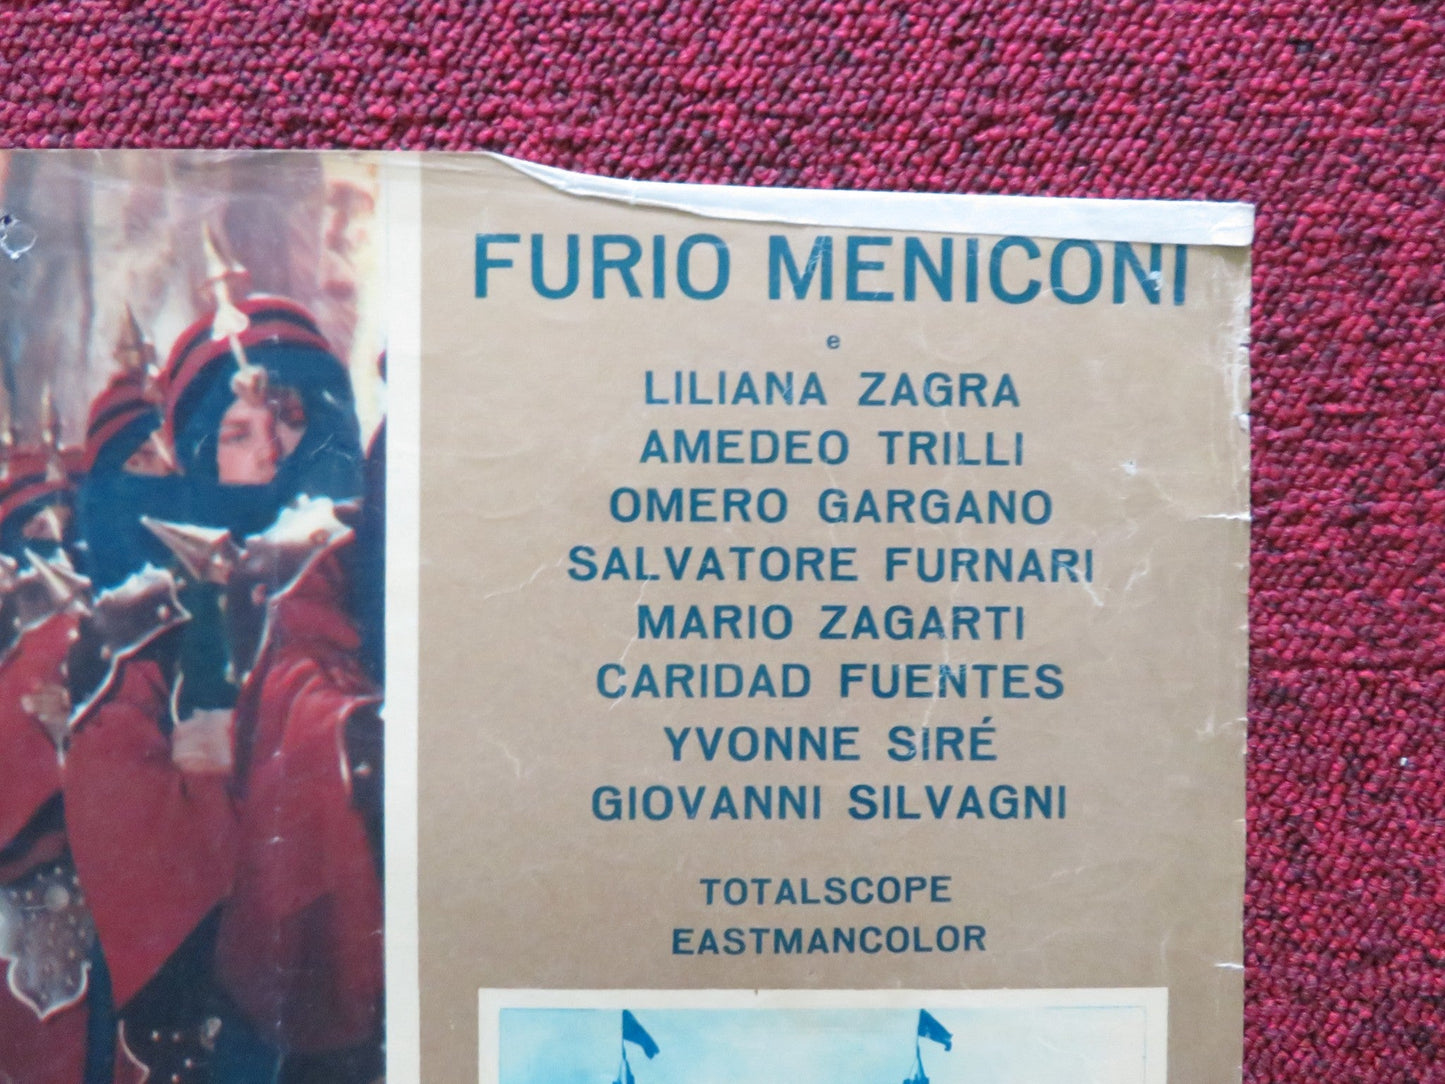 FURIO MENICONI
e
LILIANA ZAGRA
AMEDEO TRILLI
OMERO GARGANO
SALVATORE FURNARI
MARIO ZAGARTI
CARIDAD FUENTES
YVONNE SIRÉ
GIOVANNI SILVAGNI
TOTALSCOPE
EASTMANCOLOR